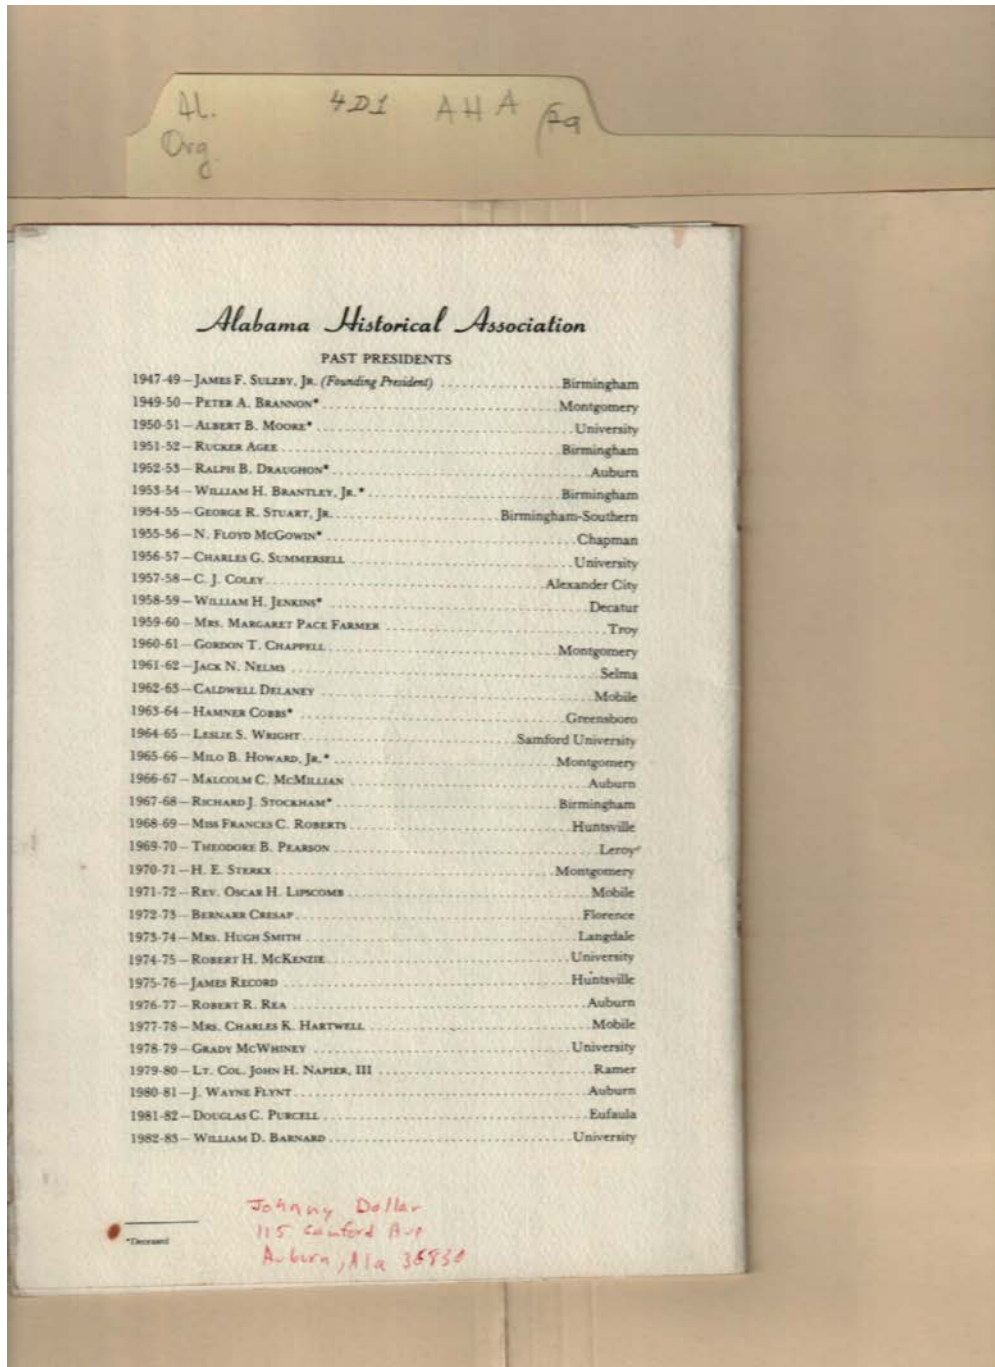 Al. 4D1 AHA
Org.
Alabama Historical Association
PAST PRESIDENTS
1947-49—JAMES F. SULZBY, JR. (Founding President) Birmingham
1949-50—PETER A. BRANNON* Montgomery
1950-51—ALBERT B. MOORE* University
1951-52—RUCKER AGEE Birmingham
1952-53—RALPH B. DRAUGHON* Auburn
1953-54—WILLIAM H. BRANTLEY, JR.* Birmingham
1954-55—GEORGE R. STUART, JR. Birmingham-Southern
1955-56—N. FLOYD MCGOWIN* Chapman
1956-57—CHARLES G. SUMMERSELL University
1957-58—C. J. COLEY Alexander City
1958-59—WILLIAM H. JENKINS* Decatur
1959-60—MRS. MARGARET PACE FARMER Troy
1960-61—GORDON T. CHAPPELL Montgomery
1961-62—JACK N. NELMS Selma
1962-63—CALDWELL DELANEY Mobile
1963-64—HAMNER COBBS* Greensboro
1964-65—LESLIE S. WRIGHT Samford University
1965-66—MILO B. HOWARD, JR.* Montgomery
1966-67—MALCOLM C. MCMILLIAN Auburn
1967-68—RICHARD J. STOCKHAM* Birmingham
1968-69—MISS FRANCES C. ROBERTS Huntsville
1969-70—THEODORE B. PEARSON Leroy
1970-71—H. E. STERKX Montgomery
1971-72—REV. OSCAR H. LIPSCOMB Mobile
1972-73—BERNARR CRESAP Florence
1973-74—MRS. HUGH SMITH Langdale
1974-75—ROBERT H. MCKENZIE University
1975-76—JAMES RECORD Huntsville
1976-77—ROBERT R. REA Auburn
1977-78—MRS. CHARLES K. HARTWELL Mobile
1978-79—GRADY MCWHINEY University
1979-80—LT. COL. JOHN H. NAPIER, III Ramer
1980-81—J. WAYNE FLYNT Auburn
1981-82—DOUGLAS C. PURCELL Eufaula
1982-83—WILLIAM D. BARNARD University
*Deceased
Johnny Dollar
115 Ave
Auburn, Ala 36830